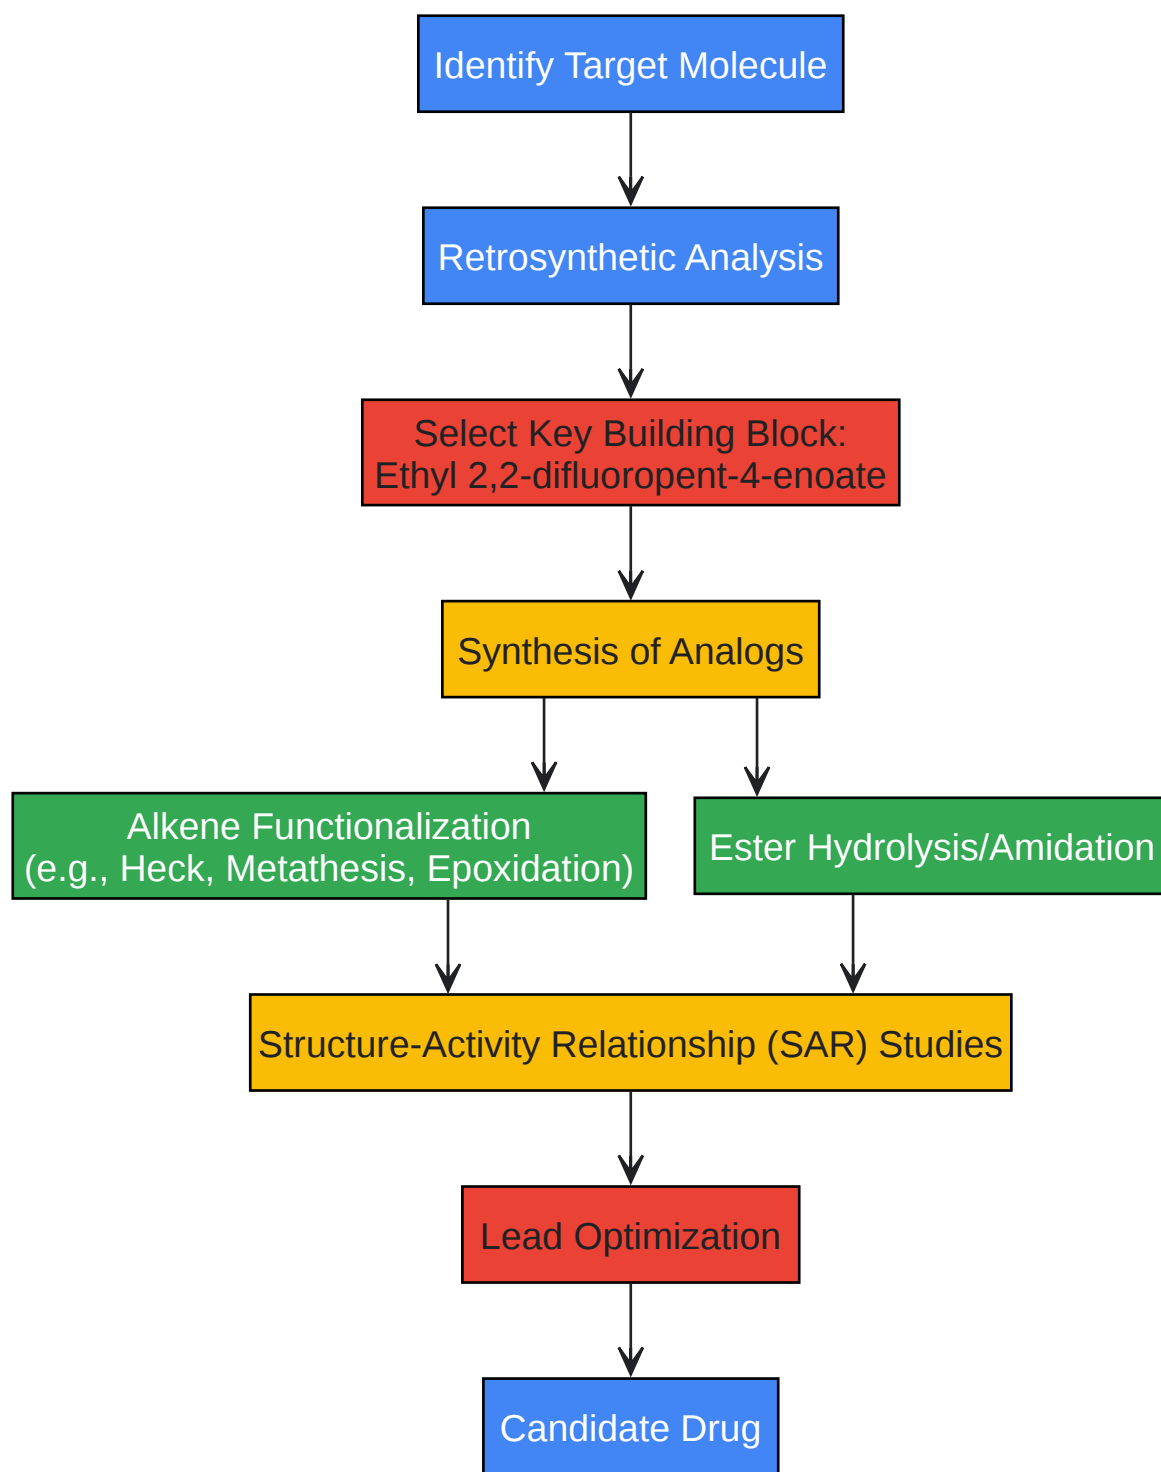 Identify Target Molecule
Retrosynthetic Analysis
Select Key Building Block:
Ethyl 2,2-difluoropent-4-enoate
Synthesis of Analogs
Alkene Functionalization
(e.g., Heck, Metathesis, Epoxidation)
Ester Hydrolysis/Amidation
Structure-Activity Relationship (SAR) Studies
Lead Optimization
Candidate Drug